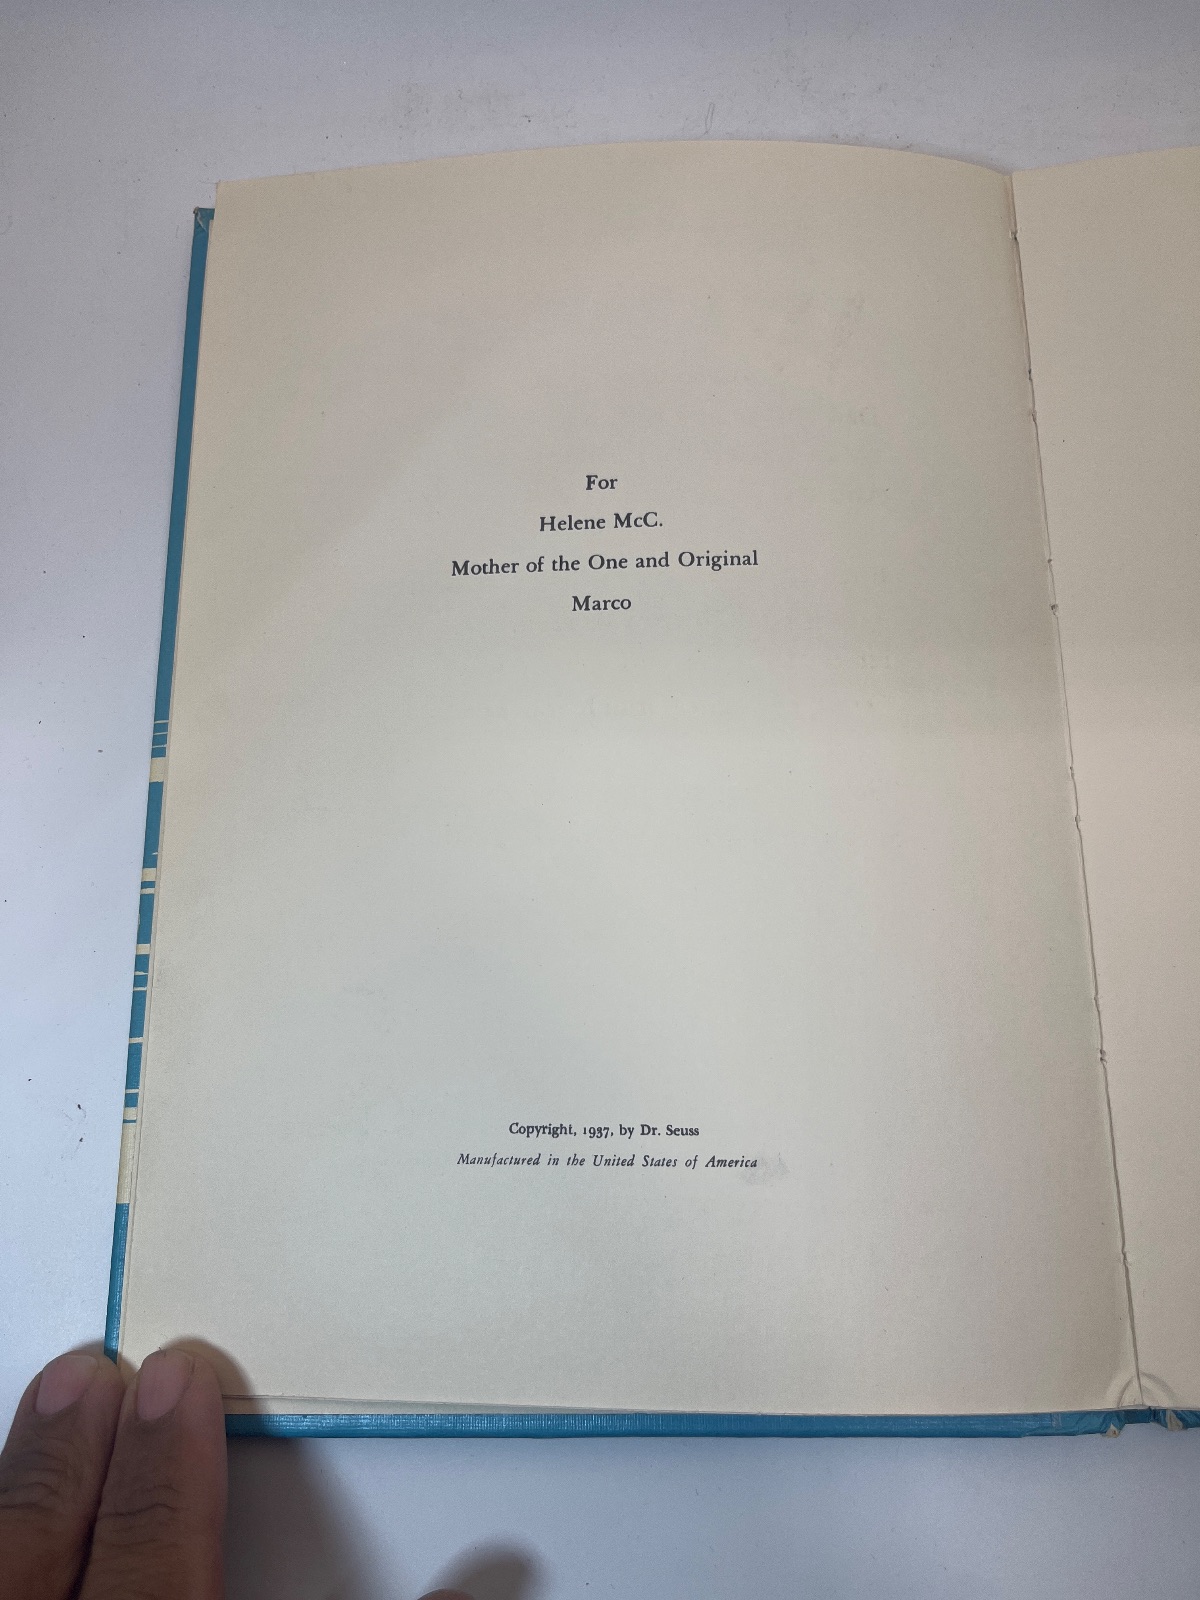 For
Helene McC.
Mother of the One and Original
Marco
Copyright, 1937, by Dr. Seuss
Manufactured in the United States of America